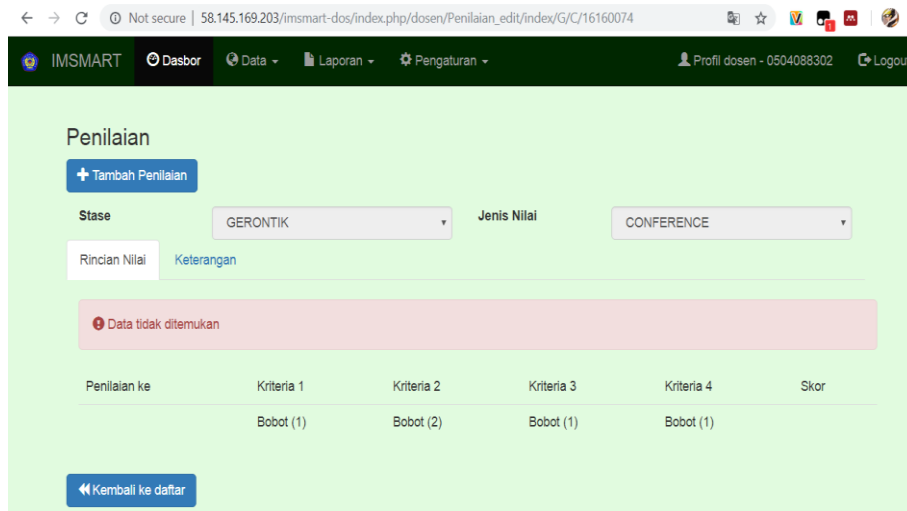 Not secure | 58.145.169.203/imsmart-dos/index.php/dosen/Penilaian_edit/index/G/C/16160074
IMSMART Dasbor Data Laporan Pengaturan Profil dosen - 0504088302 Logout
Penilaian
Tambah Penilaian
Stase GERONTIK Jenis Nilai CONFERENCE
Rincian Nilai Keterangan
Data tidak ditemukan
Penilaian ke Kriteria 1 Kriteria 2 Kriteria 3 Kriteria 4 Skor
Bobot (1) Bobot (2) Bobot (1) Bobot (1)
Kembali ke daftar